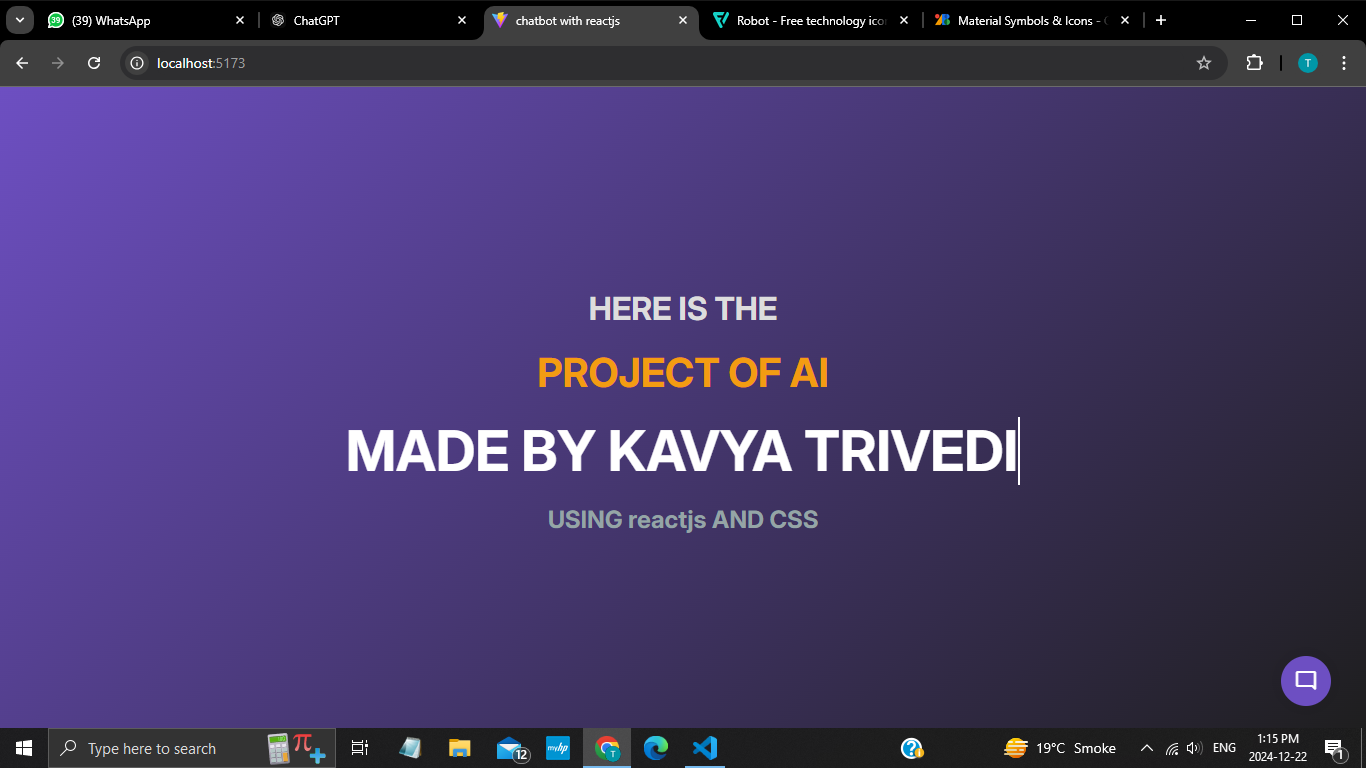 (39) WhatsApp
ChatGPT
chatbot with reactjs
Robot - Free technology ico
Material Symbols & Icons -
localhost:5173
T
HERE IS THE
PROJECT OF AI
MADE BY KAVYA TRIVEDI
USING reactjs AND CSS
Type here to search
12
myhp
T
19°C Smoke
ENG
1:15 PM
2024-12-22
1